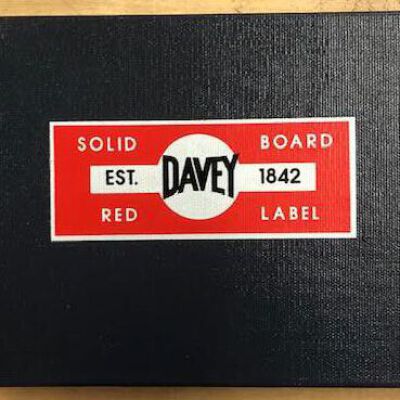 SOLID BOARD
EST. DAVEY 1842
RED LABEL